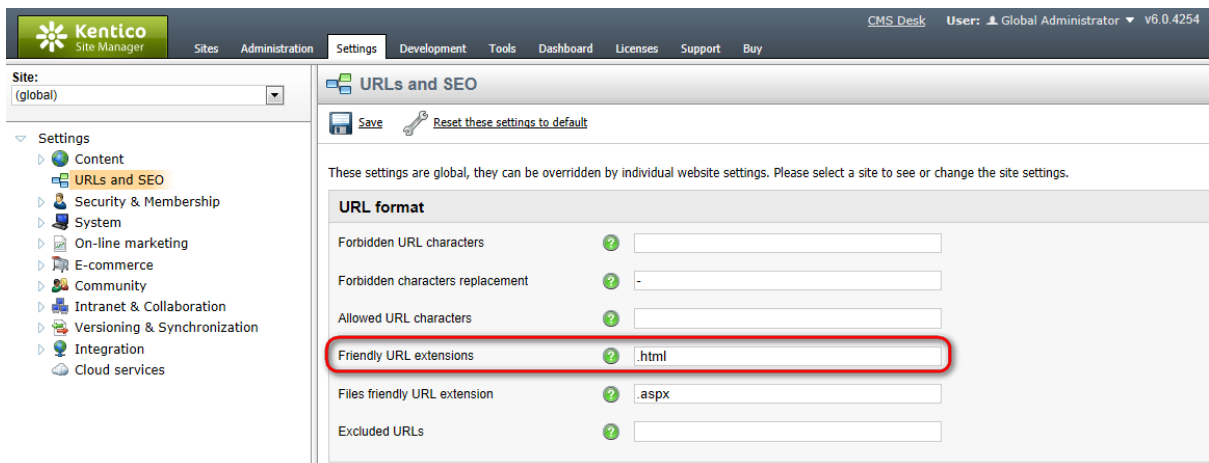 CMS Desk User: Global Administrator v6.0.4254
Kentico
Site Manager
Sites Administration Settings Development Tools Dashboard Licenses Support Buy
Site:
(global)
Settings
Content
URLs and SEO
Security & Membership
System
On-line marketing
E-commerce
Community
Intranet & Collaboration
Versioning & Synchronization
Integration
Cloud services
URLs and SEO
Save Reset these settings to default
These settings are global, they can be overridden by individual website settings. Please select a site to see or change the site settings.
URL format
Forbidden URL characters ?
Forbidden characters replacement ? -
Allowed URL characters ?
Friendly URL extensions ? .html
Files friendly URL extension ? .aspx
Excluded URLs ?